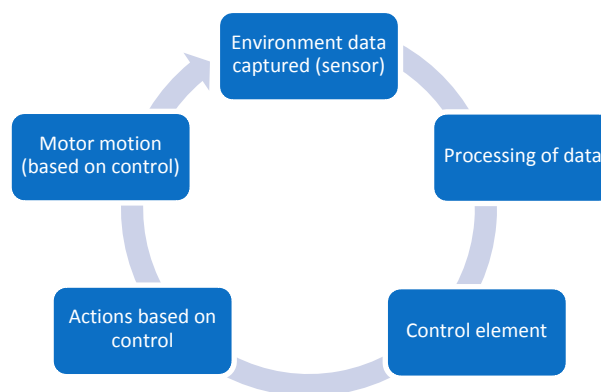 Environment data
captured (sensor)
Processing of data
Control element
Actions based on
control
Motor motion
(based on control)